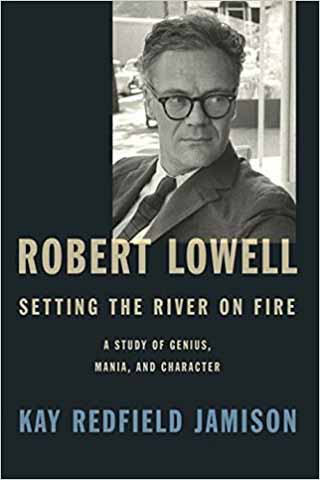 ROBERT LOWELL
SETTING THE RIVER ON FIRE
A STUDY OF GENIUS,
MANIA, AND CHARACTER
KAY REDFIELD JAMISON